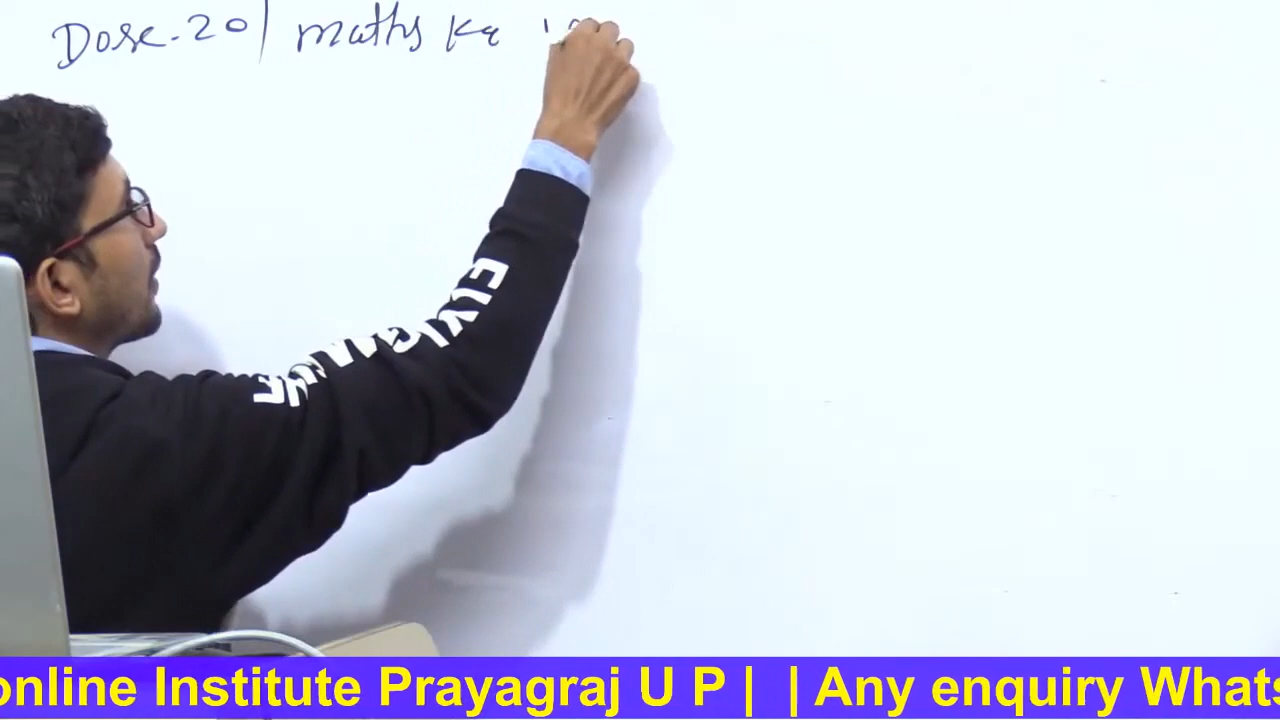 Dose-20| maths Ka
online Institute Prayagraj U P |  | Any enquiry Whats